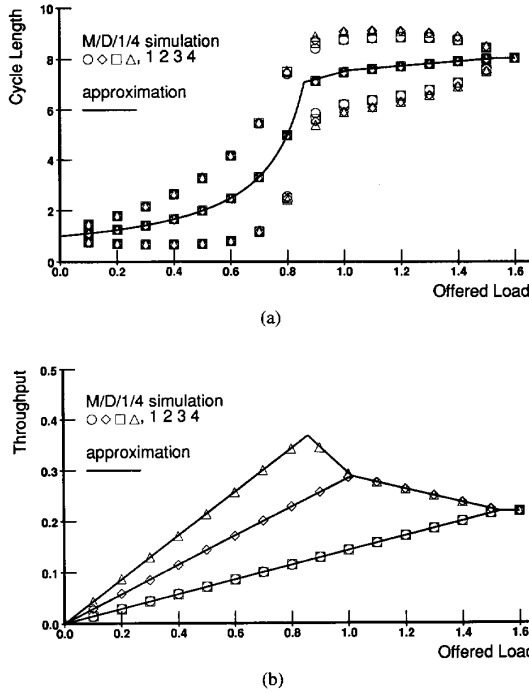 Cycle Length
10
8
6
4
2
0
M/D/1/4 simulation
○◇□△, 1 2 3 4
approximation
0.0 0.2 0.4 0.6 0.8 1.0 1.2 1.4 1.6
Offered Load
(a)
Throughput
0.5
0.4
0.3
0.2
0.1
0.0
M/D/1/4 simulation
○◇□△, 1 2 3 4
approximation
0.0 0.2 0.4 0.6 0.8 1.0 1.2 1.4 1.6
Offered Load
(b)